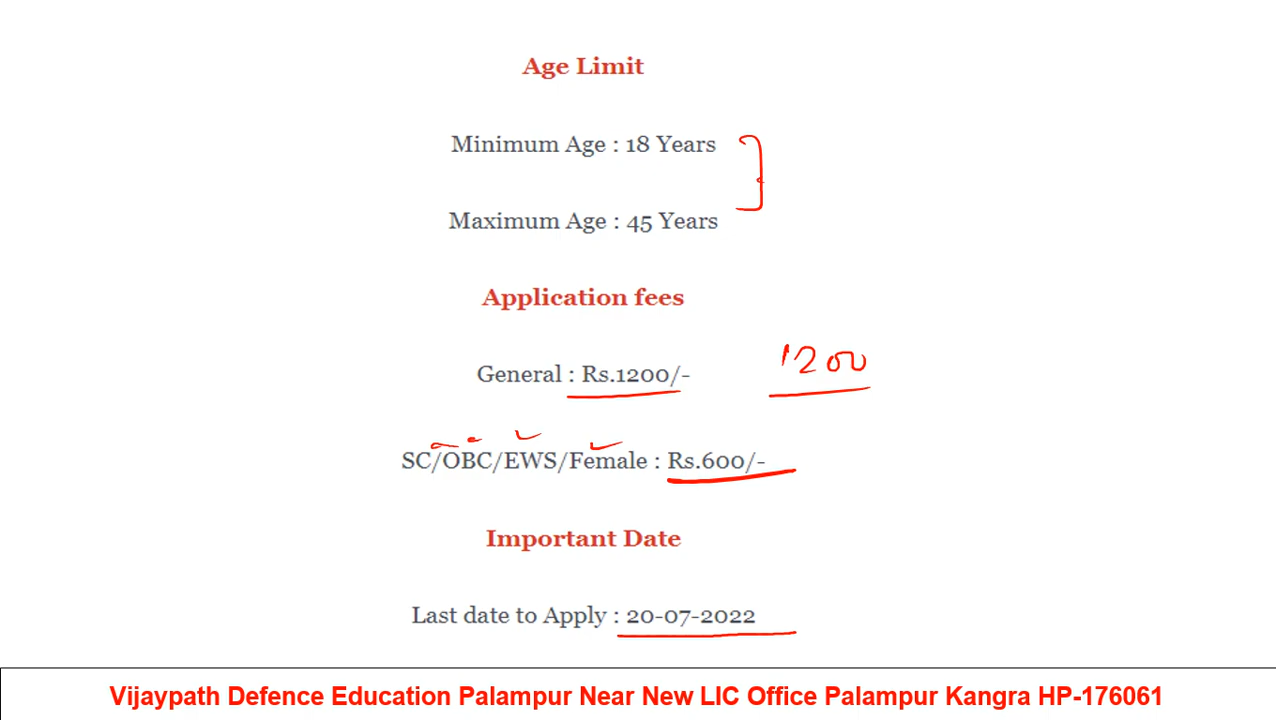 Age Limit
Minimum Age : 18 Years
Maximum Age : 45 Years
Application fees
General : Rs.1200/- 1200
SC/OBC/EWS/Female : Rs.600/-
Important Date
Last date to Apply : 20-07-2022
Vijaypath Defence Education Palampur Near New LIC Office Palampur Kangra HP-176061